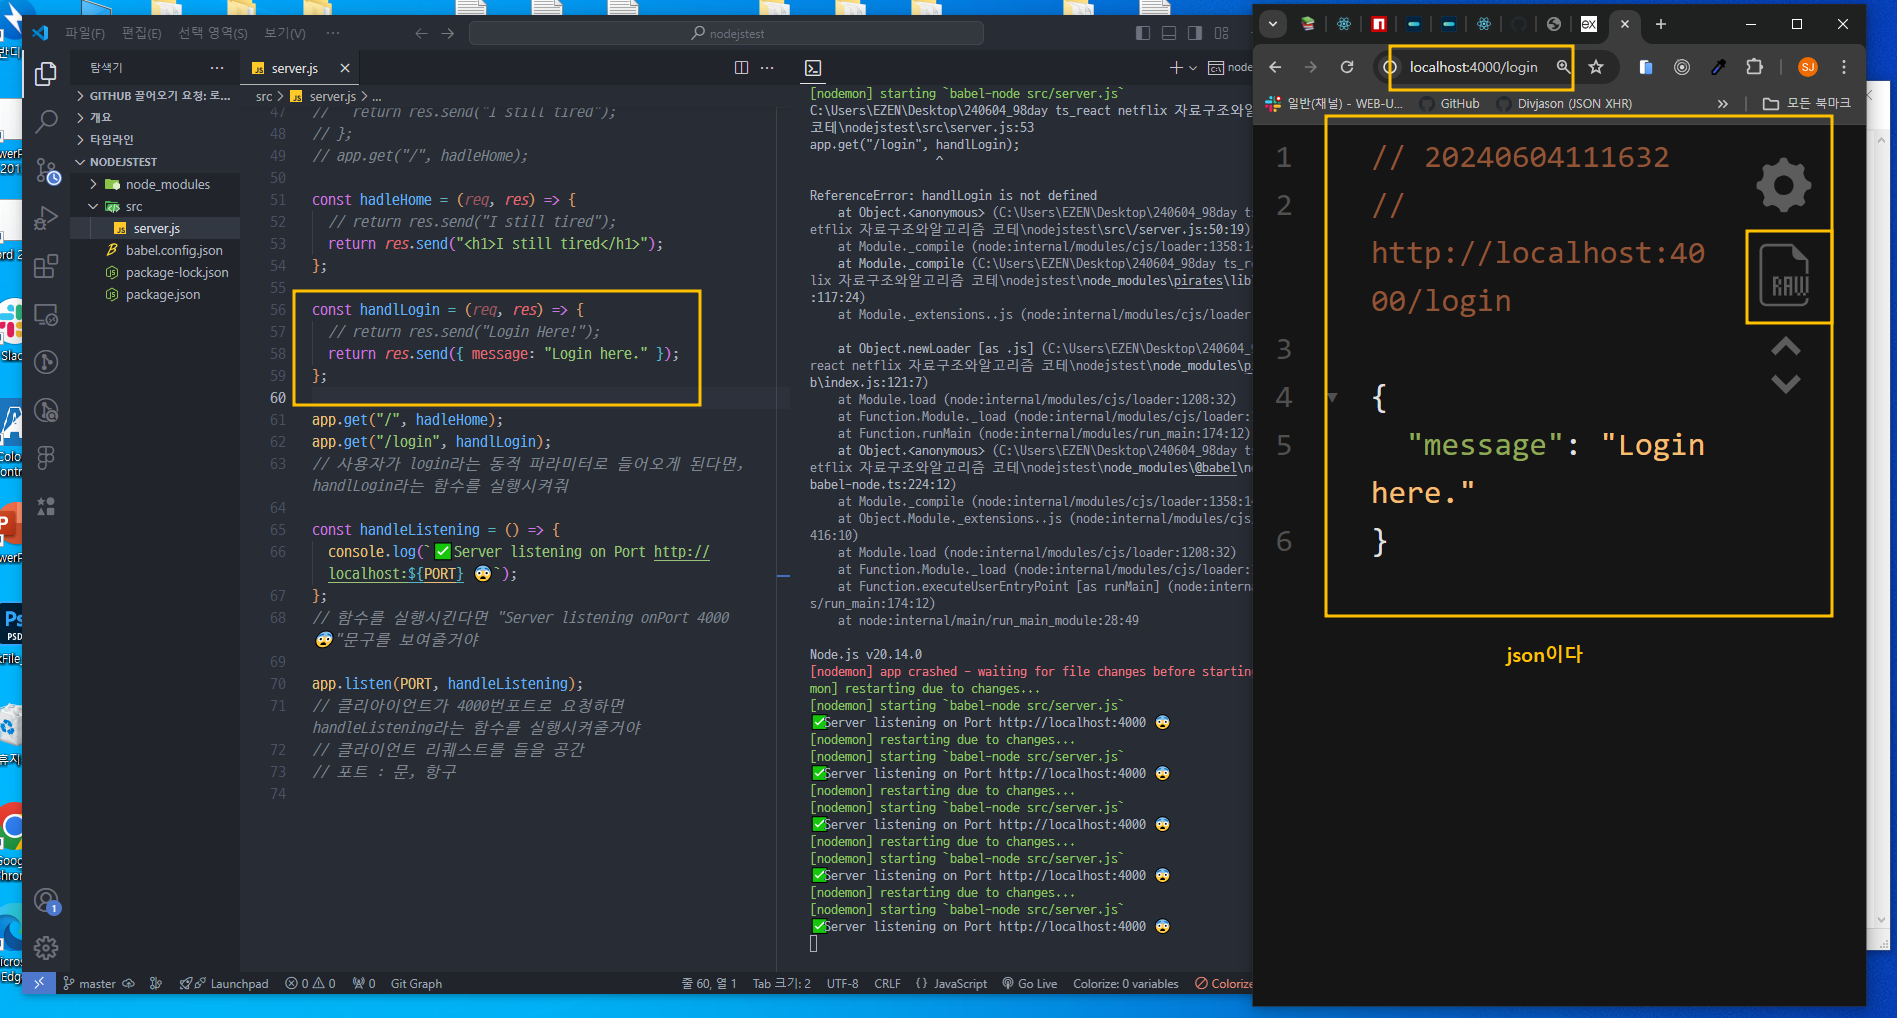 파일(F) 편집(E) 선택 영역(S) 보기(V) ···
nodejstest
탐색기
GITHUB 끌어오기 요청: 로...
개요
타임라인
NODEJSTEST
node_modules
src
server.js
babel.config.json
package-lock.json
package.json
server.js
src > server.js > ...
47 // return res.send("I still tired");
48 // };
49 // app.get("/", hadleHome);
50
51 const hadleHome = (req, res) => {
52 // return res.send("I still tired");
53 return res.send("<h1>I still tired</h1>");
54 };
55
56 const handlLogin = (req, res) => {
57 // return res.send("Login Here!");
58 return res.send({ message: "Login here." });
59 };
60
61 app.get("/", hadleHome);
62 app.get("/login", handlLogin);
63 // 사용자가 login라는 동적 파라미터로 들어오게 된다면,
handlLogin라는 함수를 실행시켜줘
64
65 const handleListening = () => {
66 console.log(`✅Server listening on Port http://
localhost:${PORT} 😨`);
67 };
68 // 함수를 실행시킨다면 "Server listening onPort 4000
😨"문구를 보여줄거야
69
70 app.listen(PORT, handleListening);
71 // 클리아이언트가 4000번포트로 요청하면
handleListening라는 함수를 실행시켜줄거야
72 // 클라이언트 리퀘스트를 들을 공간
73 // 포트 : 문, 항구
74
node
[nodemon] starting `babel-node src/server.js`
C:\Users\EZEN\Desktop\240604_98day ts_react netflix 자료구조와알고리즘
코테\nodejstest\src\server.js:53
app.get("/login", handlLogin);
^
ReferenceError: handlLogin is not defined
at Object.<anonymous> (C:\Users\EZEN\Desktop\240604_98day ts
etflix 자료구조와알고리즘 코테\nodejstest\src\/server.js:50:19)
at Module._compile (node:internal/modules/cjs/loader:1358:1
at Module._compile (C:\Users\EZEN\Desktop\240604_98day ts_r
lix 자료구조와알고리즘 코테\nodejstest\node_modules\pirates\lib
:117:24)
at Module._extensions..js (node:internal/modules/cjs/loader
at Object.newLoader [as .js] (C:\Users\EZEN\Desktop\240604_
react netflix 자료구조와알고리즘 코테\nodejstest\node_modules\pi
b\index.js:121:7)
at Module.load (node:internal/modules/cjs/loader:1208:32)
at Function.Module._load (node:internal/modules/cjs/loader:
at Function.runMain (node:internal/modules/run_main:174:12)
at Object.<anonymous> (C:\Users\EZEN\Desktop\240604_98day ts
etflix 자료구조와알고리즘 코테\nodejstest\node_modules\@babel\n
babel-node.ts:224:12)
at Module._compile (node:internal/modules/cjs/loader:1358:1
at Object.Module._extensions..js (node:internal/modules/cjs
416:10)
at Module.load (node:internal/modules/cjs/loader:1208:32)
at Function.Module._load (node:internal/modules/cjs/loader:
at Function.executeUserEntryPoint [as runMain] (node:intern
s/run_main:174:12)
at node:internal/main/run_main_module:28:49
Node.js v20.14.0
[nodemon] app crashed - waiting for file changes before starting
mon] restarting due to changes...
[nodemon] starting `babel-node src/server.js`
✅Server listening on Port http://localhost:4000 😨
[nodemon] restarting due to changes...
[nodemon] starting `babel-node src/server.js`
✅Server listening on Port http://localhost:4000 😨
[nodemon] restarting due to changes...
[nodemon] starting `babel-node src/server.js`
✅Server listening on Port http://localhost:4000 😨
[nodemon] restarting due to changes...
[nodemon] starting `babel-node src/server.js`
✅Server listening on Port http://localhost:4000 😨
[nodemon] restarting due to changes...
[nodemon] starting `babel-node src/server.js`
✅Server listening on Port http://localhost:4000 😨
master Launchpad 0 0 0 Git Graph 줄 60, 열 1 Tab 크기: 2 UTF-8 CRLF {} JavaScript Go Live Colorize: 0 variables Colorize
ex
localhost:4000/login
SJ
일반(채널) - WEB-U... GitHub Divjason (JSON XHR) » 모든 북마크
1 // 20240604111632
2 //
http://localhost:40
00/login
3
4 {
5 "message": "Login
here."
6 }
RAW
json이다